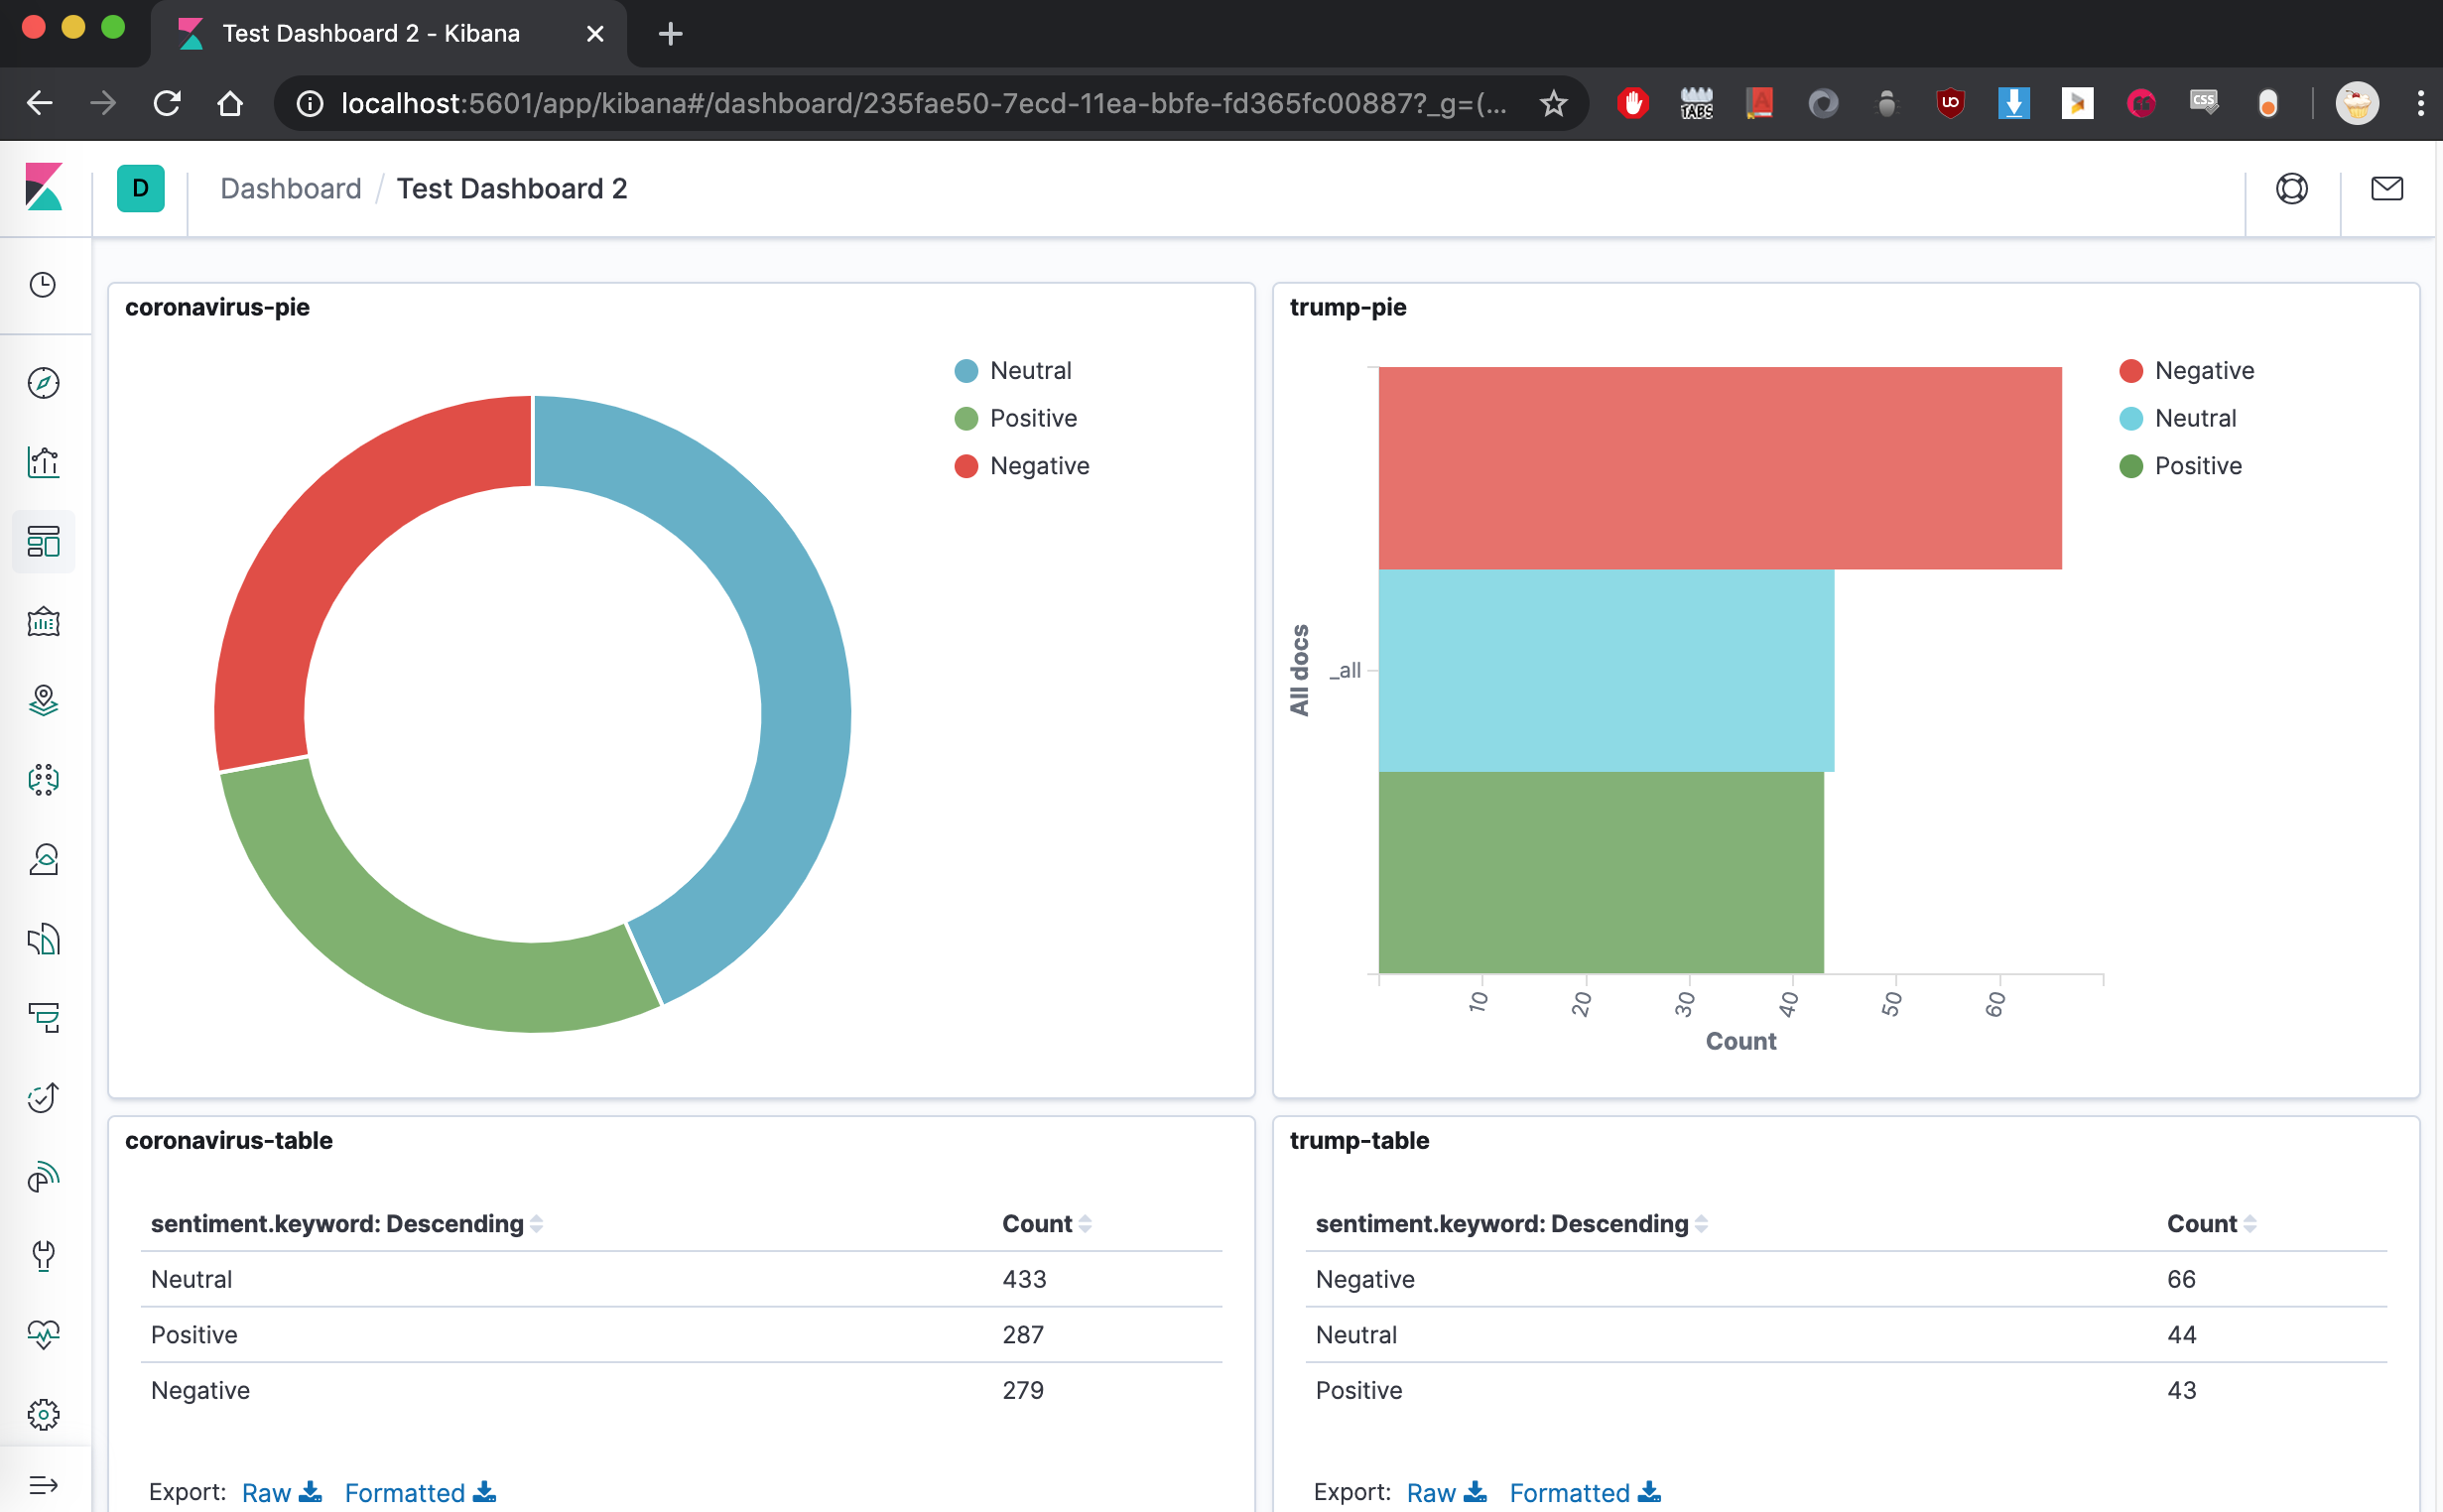 Test Dashboard 2 - Kibana
localhost:5601/app/kibana#/dashboard/235fae50-7ecd-11ea-bbfe-fd365fc00887?_g=(...
TABS
A
UO
CSS
D
Dashboard / Test Dashboard 2
coronavirus-pie
Neutral
Positive
Negative
trump-pie
Negative
Neutral
Positive
All docs
_all
10 20 30 40 50 60
Count
coronavirus-table
sentiment.keyword: Descending Count
Neutral 433
Positive 287
Negative 279
Export: Raw Formatted
trump-table
sentiment.keyword: Descending Count
Negative 66
Neutral 44
Positive 43
Export: Raw Formatted